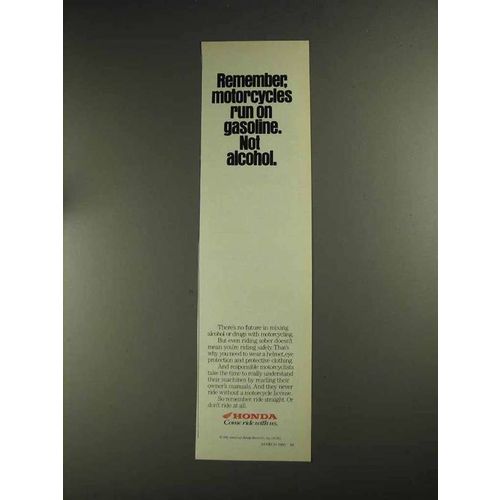 Remember,
motorcycles
run on
gasoline.
Not
alcohol.
There's no future in mixing
alcohol or drugs with motorcycling.
But even riding sober doesn't
mean you're riding safely. That's
why you need to wear a helmet, eye
protection and protective clothing.
And responsible motorcyclists
take the time to really understand
their machines by reading their
owner's manuals. And they never
ride without a motorcycle license.
So remember ride straight. Or
don't ride at all.
HONDA
Come ride with us.